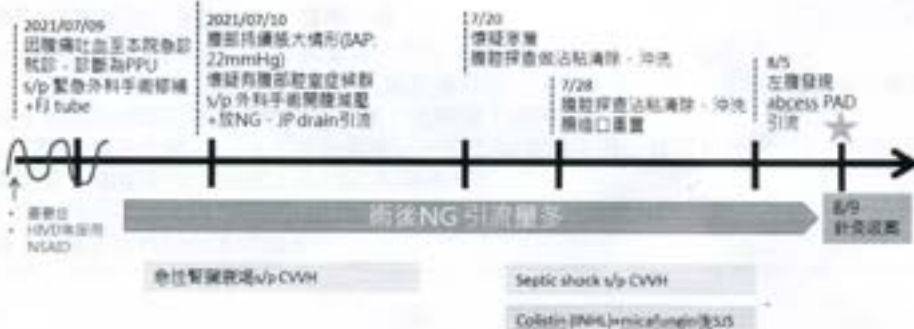 2021/07/09
因腹痛吐血至本院急診
就診，診斷為PPU
s/p 緊急外科手術修補
+FJ tube
2021/07/10
腹部持續脹大情形(IAP:
22mmHg)
懷疑有腹部腔室症候群
s/p 外科手術開腹減壓
+放NG、JP drain引流
7/20
懷疑滲漏
腹腔探查做沾粘清除、沖洗
7/28
腹腔探查沾粘清除、沖洗
腸造口重置
8/5
左腹發現
abcess PAD
引流
8/9
針灸收案
HIVD
NSAID
術後NG 引流量多
急性腎臟衰竭s/p CVVH
Septic shock s/p CVVH
Colistin (INHL)+micafungin